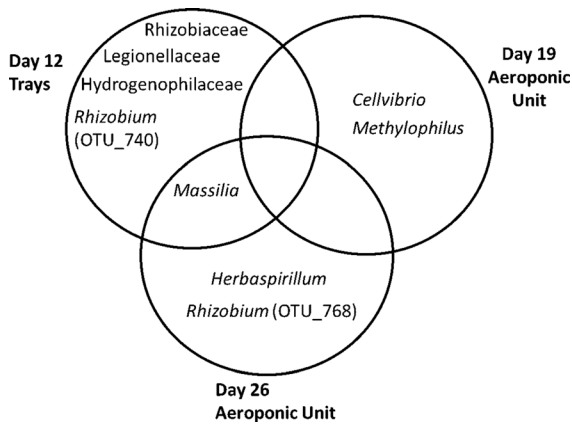 Day 12
Trays
Rhizobiaceae
Legionellaceae
Hydrogenophilaceae
Rhizobium
(OTU_740)
Day 19
Aeroponic
Unit
Cellvibrio
Methylophilus
Massilia
Herbaspirillum
Rhizobium (OTU_768)
Day 26
Aeroponic Unit